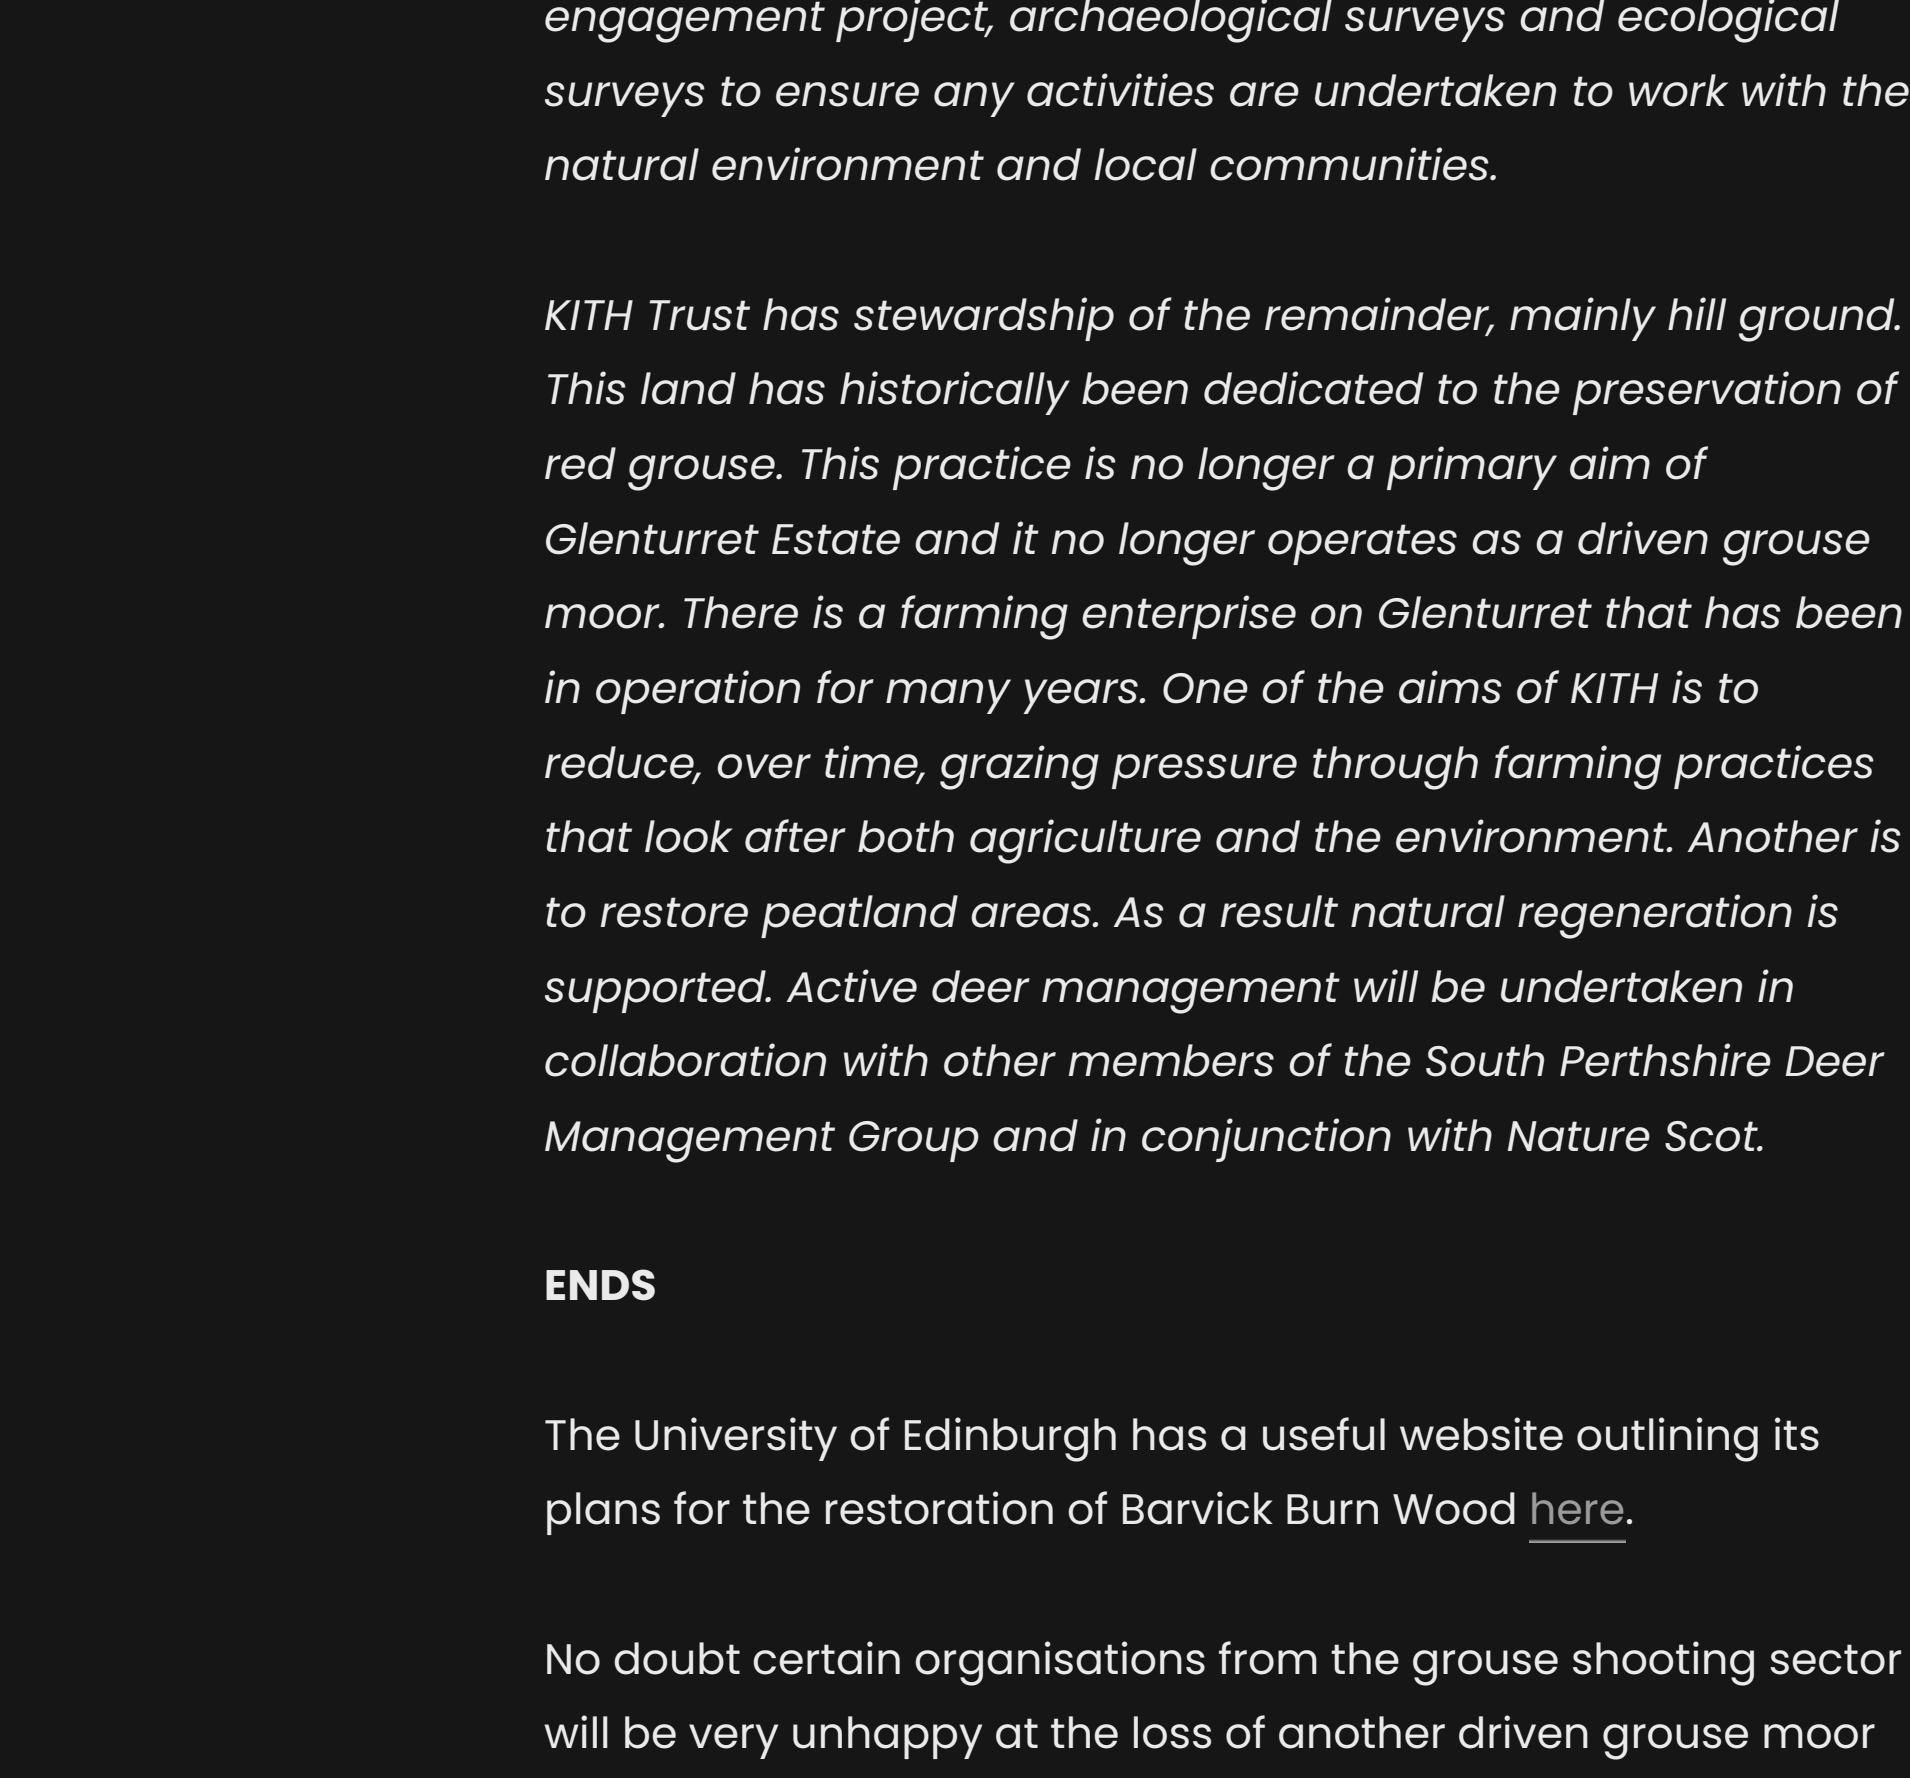 engagement project, archaeological surveys and ecological
surveys to ensure any activities are undertaken to work with the
natural environment and local communities.
KITH Trust has stewardship of the remainder, mainly hill ground.
This land has historically been dedicated to the preservation of
red grouse. This practice is no longer a primary aim of
Glenturret Estate and it no longer operates as a driven grouse
moor. There is a farming enterprise on Glenturret that has been
in operation for many years. One of the aims of KITH is to
reduce, over time, grazing pressure through farming practices
that look after both agriculture and the environment. Another is
to restore peatland areas. As a result natural regeneration is
supported. Active deer management will be undertaken in
collaboration with other members of the South Perthshire Deer
Management Group and in conjunction with Nature Scot.
ENDS
The University of Edinburgh has a useful website outlining its
plans for the restoration of Barvick Burn Wood here.
No doubt certain organisations from the grouse shooting sector
will be very unhappy at the loss of another driven grouse moor